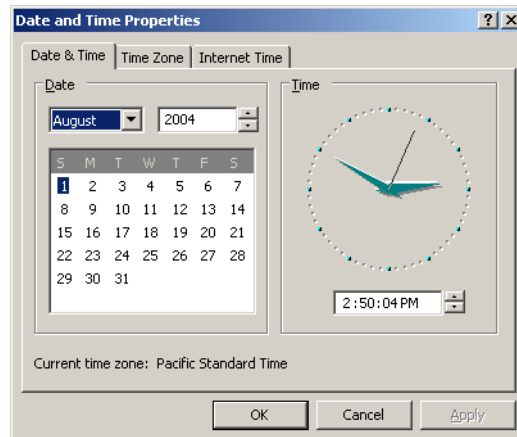 Date and Time Properties
Date & Time Time Zone Internet Time
Date
August 2004
S M T W T F S
1 2 3 4 5 6 7
8 9 10 11 12 13 14
15 16 17 18 19 20 21
22 23 24 25 26 27 28
29 30 31
Time
2:50:04 PM
Current time zone: Pacific Standard Time
OK Cancel Apply